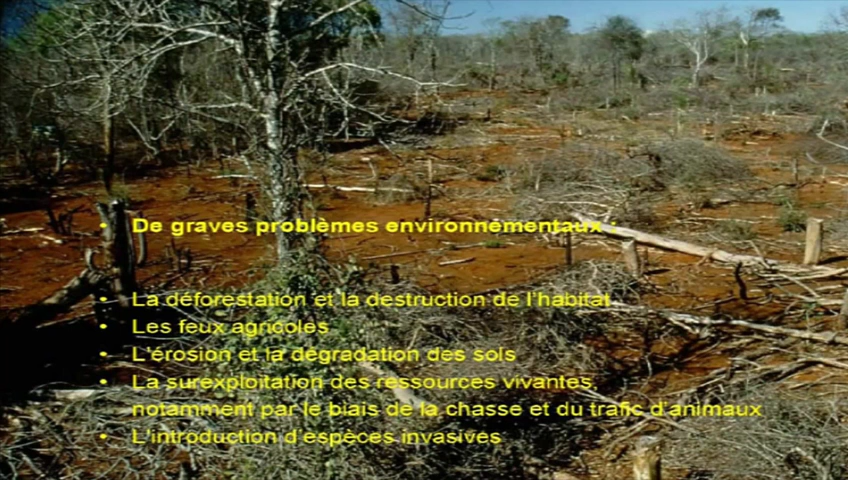 • De graves problèmes environnementaux :
• La déforestation et la destruction de l'habitat
• Les feux agricoles
• L'érosion et la dégradation des sols
• La surexploitation des ressources vivantes,
notamment par le biais de la chasse et du trafic d'animaux
• L'introduction d'espèces invasives